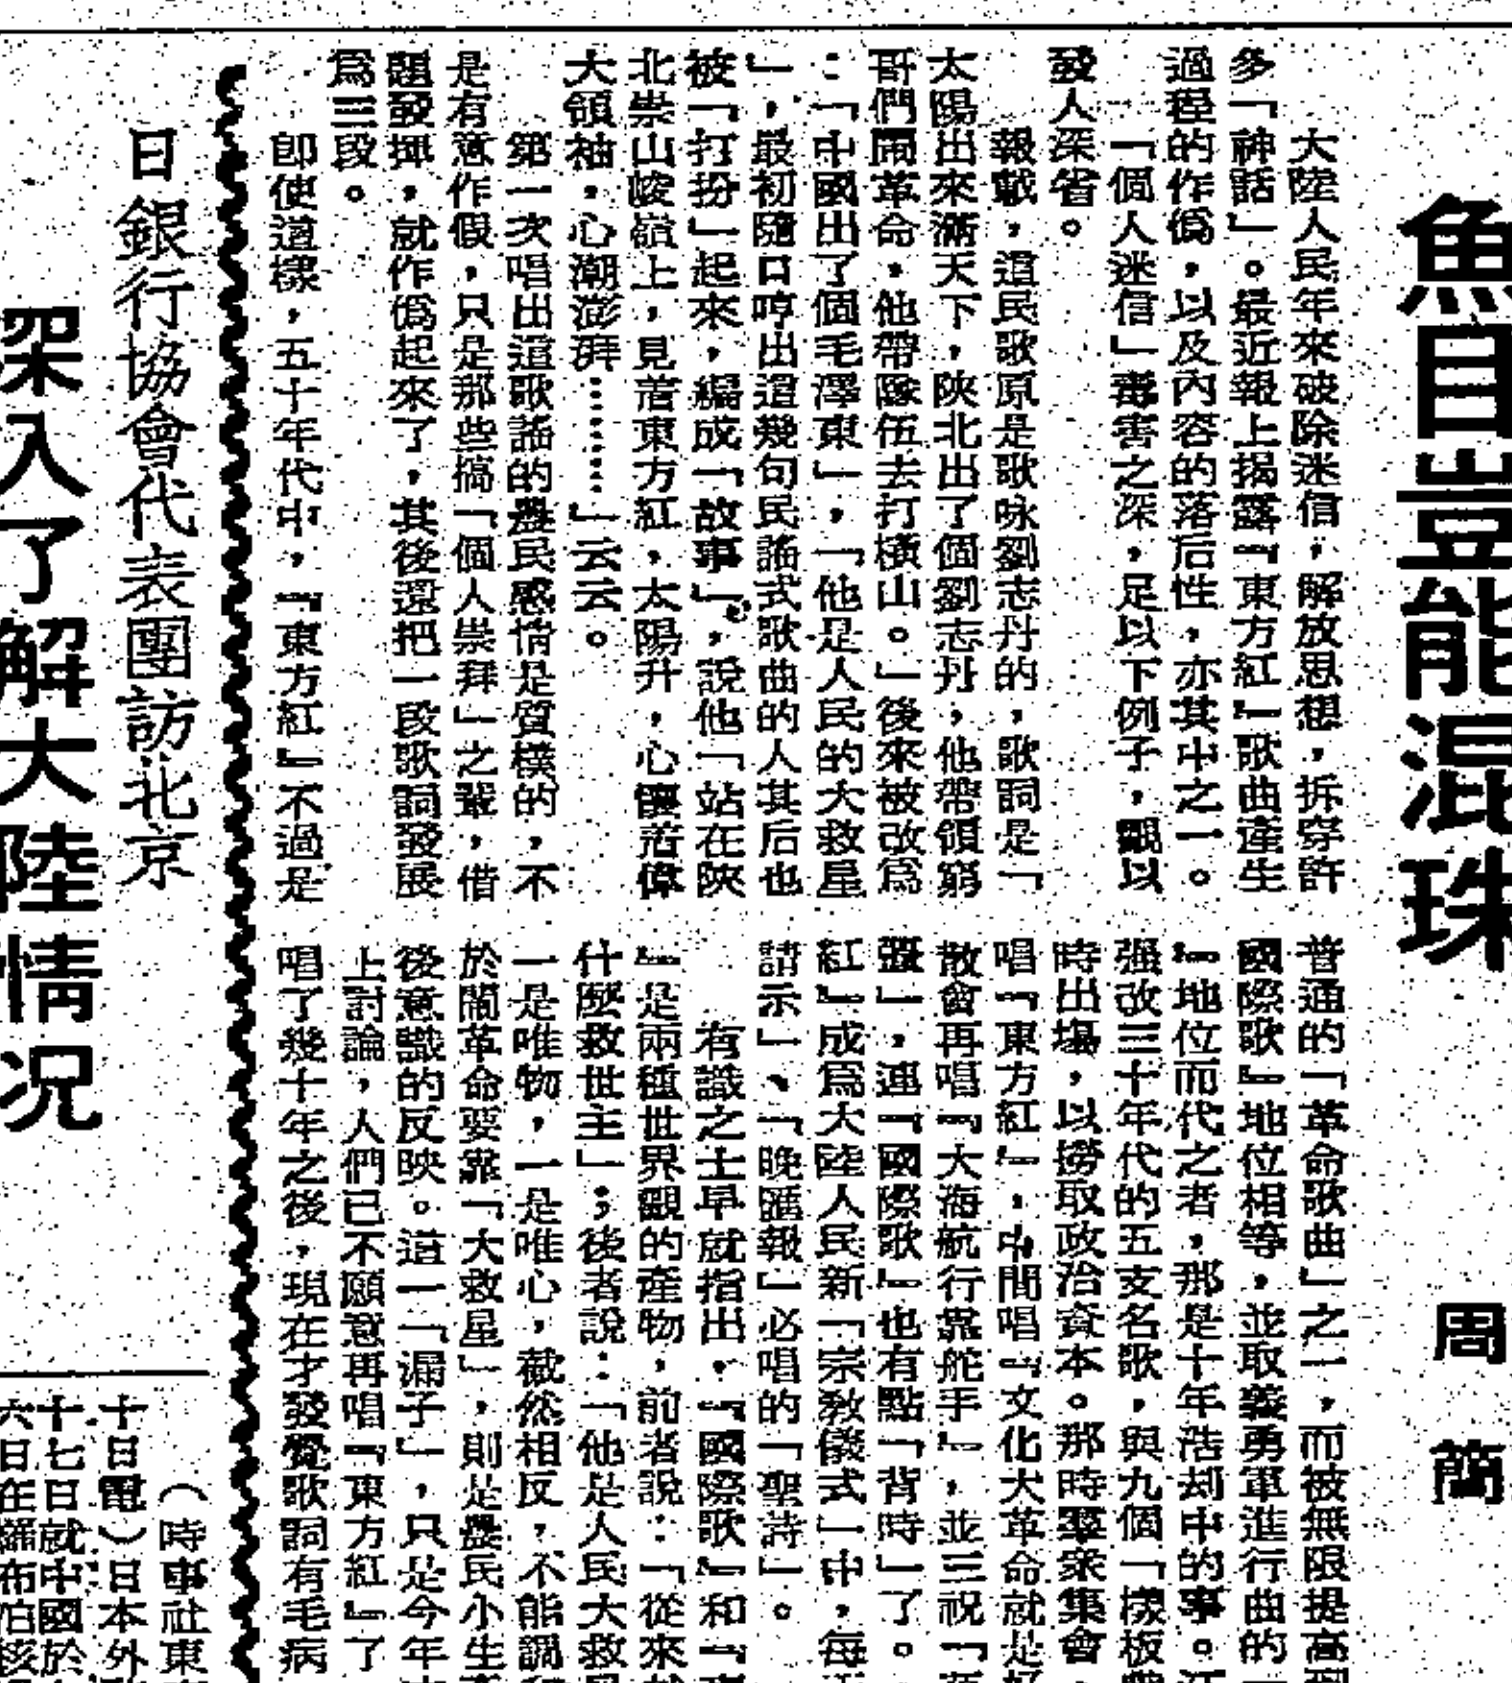 魚目豈能混珠
周簡
大陸人民年來破除迷信，解放思想，拆穿許
多「神話」。最近報上揭露『東方紅』歌曲產生
過程的作僞，以及內容的落后性，亦其中之一。
「個人迷信」毒害之深，足以下例子，觀以
發人深省。
報載，這民歌原是歌咏劉志丹的，歌詞是「
太陽出來滿天下，陝北出了個劉志丹，他帶領窮
哥們鬧革命，他帶隊伍去打橫山。」後來被改爲
：「中國出了個毛澤東」，「他是人民的大救星
」，最初隨口哼出這幾句民謠式歌曲的人其后也
被「打扮」起來，編成「故事」，說他「站在陝
北崇山峻嶺上，見着東方紅，太陽升，心懷着偉
大領袖，心潮澎湃………」云云。
第一次唱出這歌謠的農民感情是質樸的，不
是有意作假，只是那些搞「個人崇拜」之輩，借
題發揮，就作僞起來了，其後還把一段歌詞發展
爲三段。
卽使這樣，五十年代中，『東方紅』不過是
普通的「革命歌曲」之一，而被無限提高到
國際歌』地位相等，並取義勇軍進行曲的
』地位而代之者，那是十年浩刧中的事。
强改三十年代的五支名歌，與九個「樣板
時出場，以撈取政治資本。那時羣衆集會，
唱『東方紅』，中間唱『文化大革命就是好
散會再唱『大海航行靠舵手』，並三祝「
疆」，連『國際歌』也有點「背時」了。
紅』成爲大陸人民新「宗敎儀式」中，每
請示」、「晚匯報」必唱的「聖詩」。
有識之士早就指出，『國際歌』和『東
』是兩種世界觀的產物，前者說：「從來就
什麼救世主」；後者說：「他是人民大救星
一是唯物，一是唯心，截然相反，不能調和
於鬧革命要靠「大救星」，則是農民小生產
後意識的反映。這一「漏子」，只是今年
上討論，人們已不願意再唱『東方紅』了
唱了幾十年之後，現在才發覺歌詞有毛病
日銀行協會代表團訪北京
深入了解大陸情况
（時事社東
十日電）日本外
十七日就中國於
六日在羅布泊核